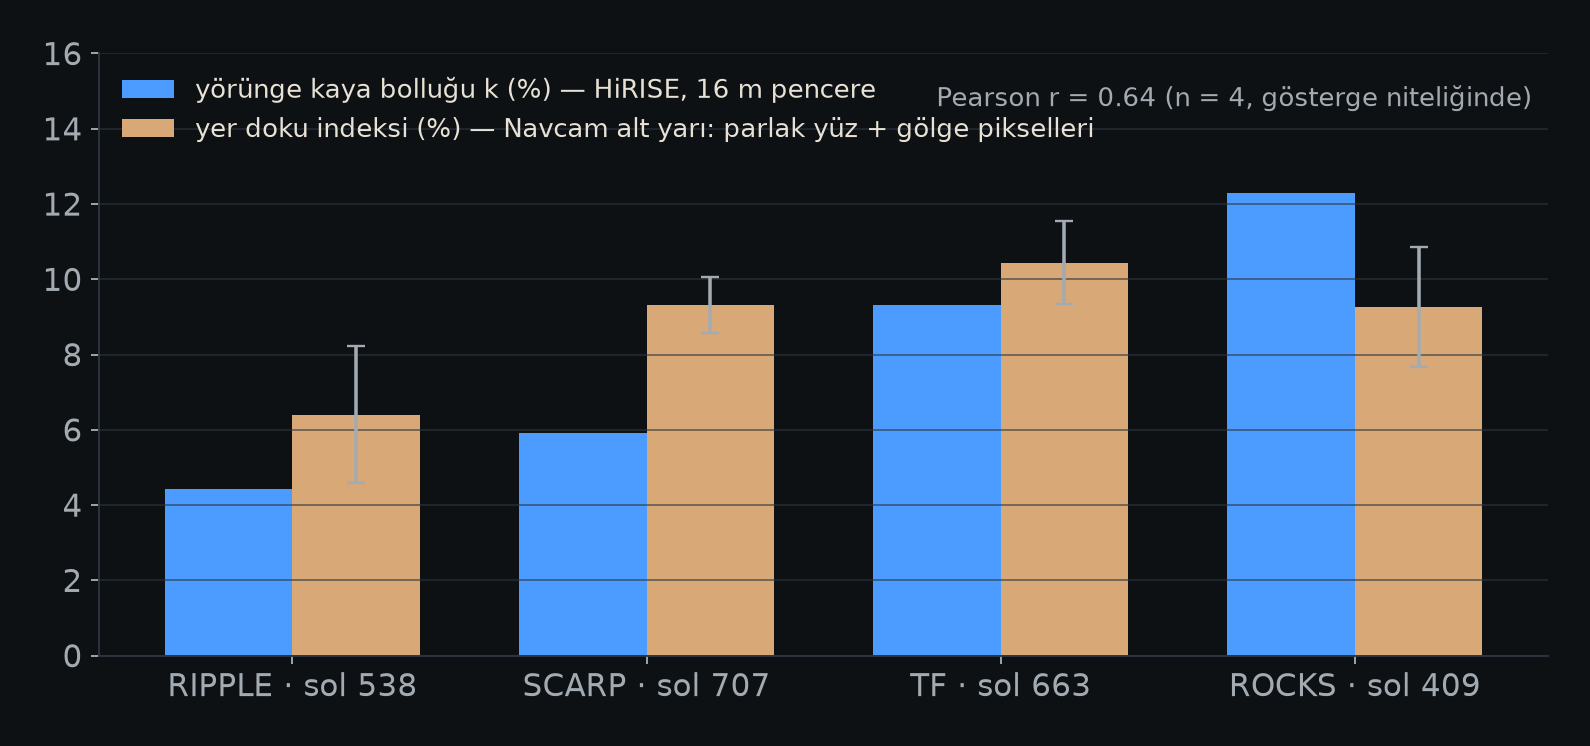 16
yörünge kaya bolluğu k (%) — HiRISE, 16 m pencere
Pearson r = 0.64 (n = 4, gösterge niteliğinde)
yer doku indeksi (%) — Navcam alt yarı: parlak yüz + gölge pikselleri
14
12
10
8
6
4
2
0
RIPPLE · sol 538
SCARP · sol 707
TF · sol 663
ROCKS · sol 409